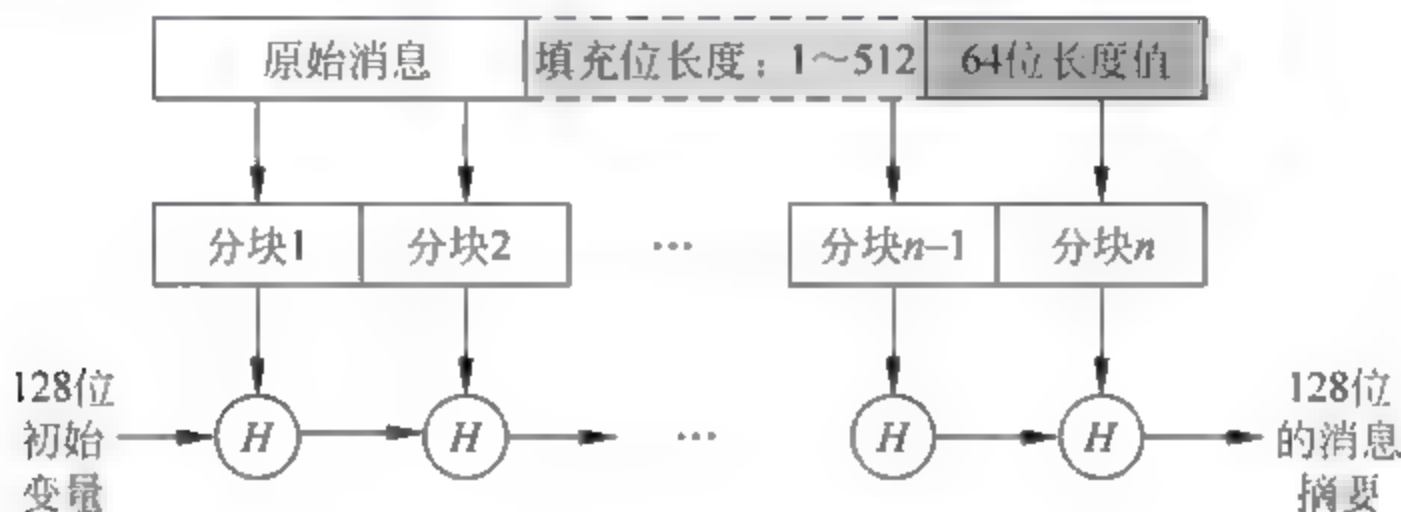 原始消息
填充位长度：1～512
64位长度值
分块1
分块2
...
分块n-1
分块n
128位
初始
变量
H
H
...
H
H
128位
的消息
摘要